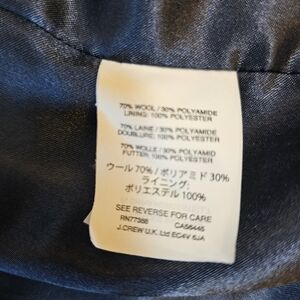 70% WOOL / 30% POLYAMIDE
LINING: 100% POLYESTER
70% LAINE / 30% POLYAMIDE
DOUBLURE: 100% POLYESTER
70% WOLLE / 30% POLYAMID
FUTTER: 100% POLYESTER
ウール 70% / ポリアミド 30%
ライニング:
ポリエステル 100%
SEE REVERSE FOR CARE
RN77388 CA56445
J.CREW U.K. Ltd EC4V 6JA